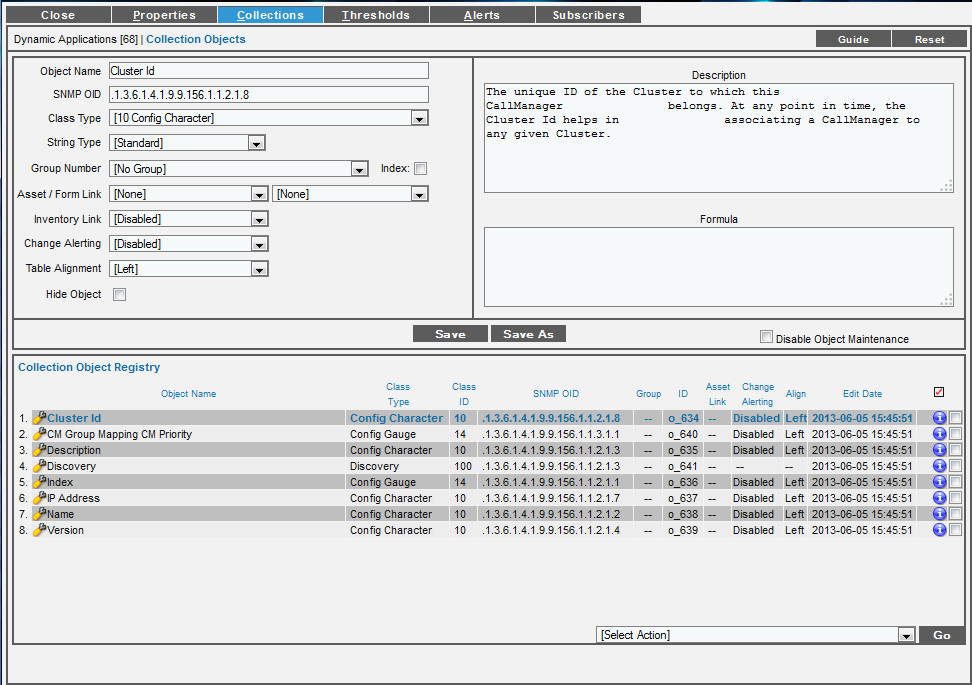 Close Properties Collections Thresholds Alerts Subscribers
Dynamic Applications [68] | Collection Objects Guide Reset
Object Name Cluster Id
SNMP OID .1.3.6.1.4.1.9.9.156.1.1.2.1.8
Class Type [10 Config Character]
String Type [Standard]
Group Number [No Group] Index:
Asset / Form Link [None] [None]
Inventory Link [Disabled]
Change Alerting [Disabled]
Table Alignment [Left]
Hide Object
Description
The unique ID of the Cluster to which this
CallManager belongs. At any point in time, the
Cluster Id helps in associating a CallManager to
any given Cluster.
Formula
Save Save As Disable Object Maintenance
Collection Object Registry
Object Name Class Type Class ID SNMP OID Group ID Asset Link Change Alerting Align Edit Date
1. Cluster Id Config Character 10 .1.3.6.1.4.1.9.9.156.1.1.2.1.8 -- o_634 -- Disabled Left 2013-06-05 15:45:51
2. CM Group Mapping CM Priority Config Gauge 14 .1.3.6.1.4.1.9.9.156.1.1.3.1.1 -- o_640 -- Disabled Left 2013-06-05 15:45:51
3. Description Config Character 10 .1.3.6.1.4.1.9.9.156.1.1.2.1.3 -- o_635 -- Disabled Left 2013-06-05 15:45:51
4. Discovery Discovery 100 .1.3.6.1.4.1.9.9.156.1.1.2.1.3 -- o_641 -- -- -- 2013-06-05 15:45:51
5. Index Config Gauge 14 .1.3.6.1.4.1.9.9.156.1.1.2.1.1 -- o_636 -- Disabled Left 2013-06-05 15:45:51
6. IP Address Config Character 10 .1.3.6.1.4.1.9.9.156.1.1.2.1.7 -- o_637 -- Disabled Left 2013-06-05 15:45:51
7. Name Config Character 10 .1.3.6.1.4.1.9.9.156.1.1.2.1.2 -- o_638 -- Disabled Left 2013-06-05 15:45:51
8. Version Config Character 10 .1.3.6.1.4.1.9.9.156.1.1.2.1.4 -- o_639 -- Disabled Left 2013-06-05 15:45:51
[Select Action] Go